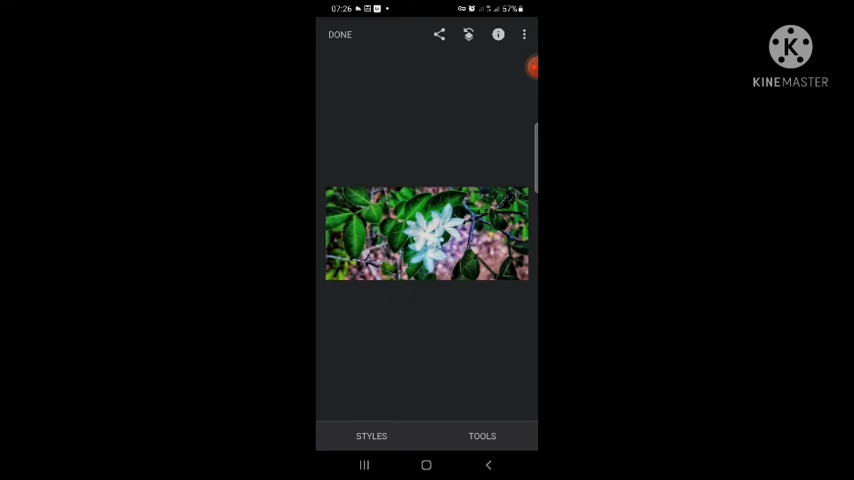 07:26
57%
DONE
K
KINEMASTER
STYLES
TOOLS